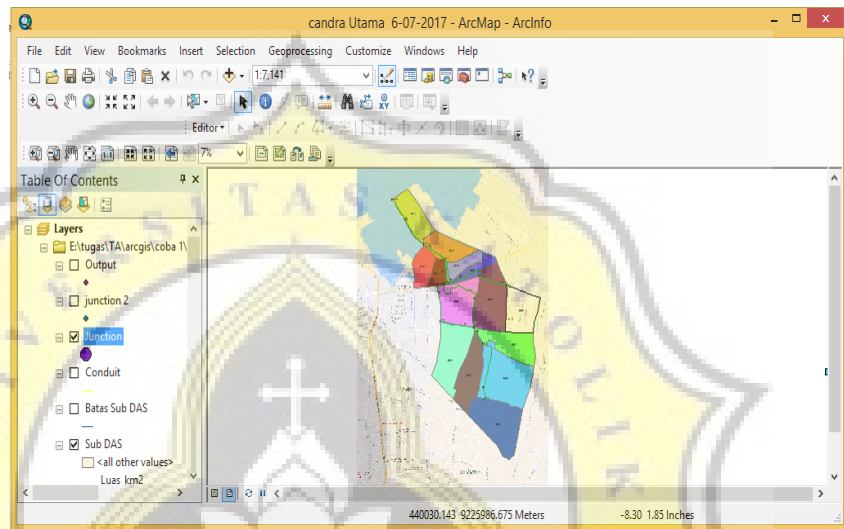 candra Utama 6-07-2017 - ArcMap - ArcInfo
File Edit View Bookmarks Insert Selection Geoprocessing Customize Windows Help
1:7,141
Editor
7%
Table Of Contents
Layers
E:\tugas\TA\arcgis\coba 1\
Output
junction 2
Junction
Conduit
Batas Sub DAS
Sub DAS
<all other values>
Luas km2
440030.143 9225986.675 Meters
-8.30 1.85 Inches